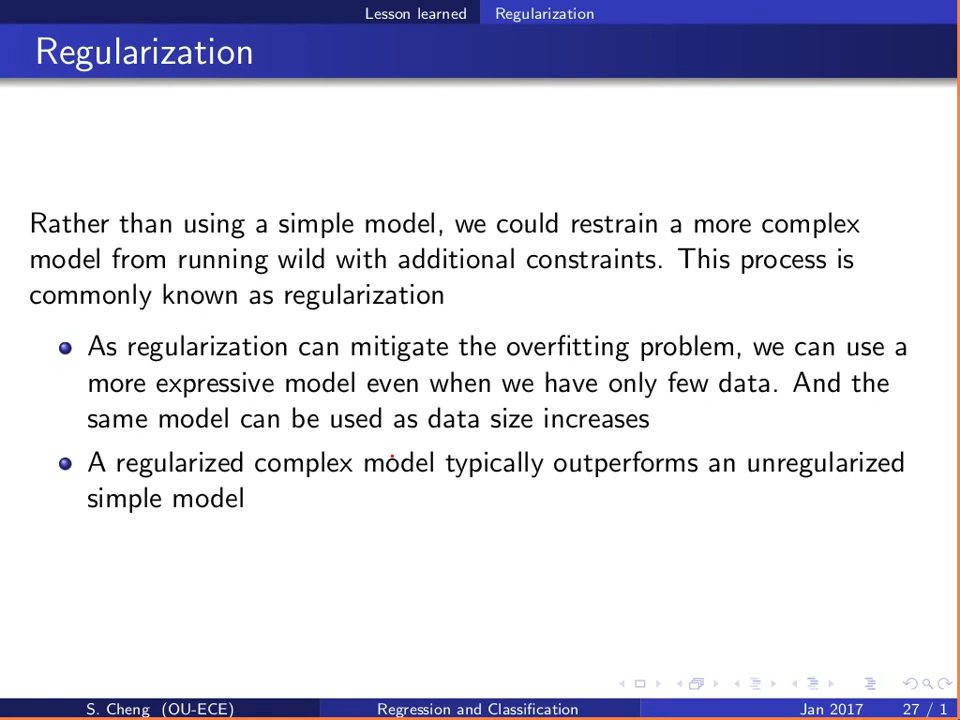 Lesson learned Regularization
Regularization
Rather than using a simple model, we could restrain a more complex
model from running wild with additional constraints. This process is
commonly known as regularization
As regularization can mitigate the overfitting problem, we can use a
more expressive model even when we have only few data. And the
same model can be used as data size increases
A regularized complex model typically outperforms an unregularized
simple model
S. Cheng (OU-ECE) Regression and Classification Jan 2017 27 / 1